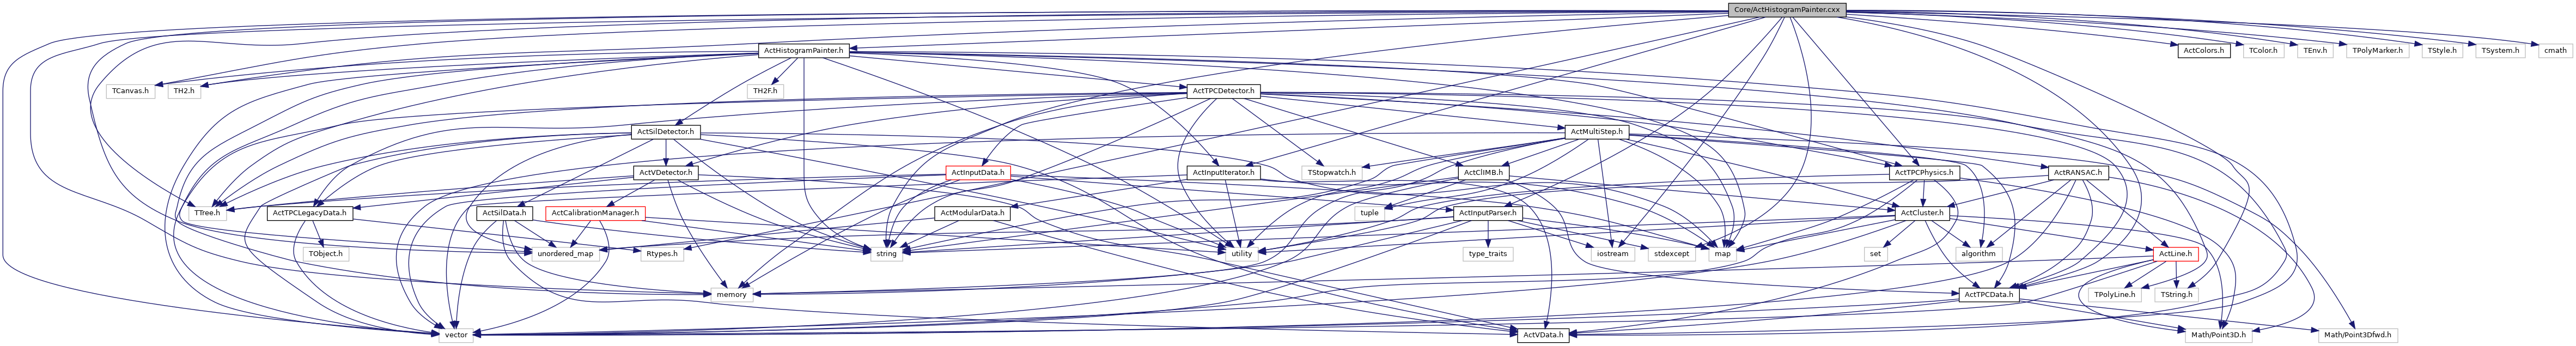 Core/ActHistogramPainter.cxx
ActHistogramPainter.h
ActColors.h
TColor.h
TEnv.h
TPolyMarker.h
TStyle.h
TSystem.h
cmath
TCanvas.h
TH2.h
TH2F.h
ActTPCDetector.h
ActSilDetector.h
ActMultiStep.h
ActVDetector.h
ActInputData.h
TStopwatch.h
ActInputIterator.h
ActClIMB.h
ActTPCPhysics.h
ActRANSAC.h
TTree.h
ActTPCLegacyData.h
ActSilData.h
ActCalibrationManager.h
ActModularData.h
tuple
ActInputParser.h
ActCluster.h
TObject.h
unordered_map
Rtypes.h
string
utility
type_traits
iostream
stdexcept
map
set
algorithm
ActLine.h
memory
ActTPCData.h
TPolyLine.h
TString.h
vector
ActVData.h
Math/Point3D.h
Math/Point3Dfwd.h